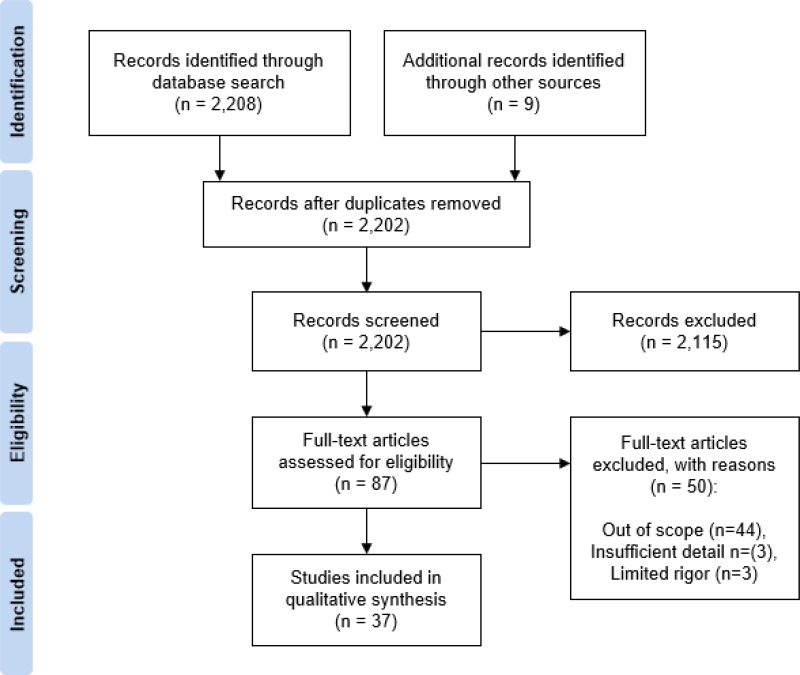 Identification
Records identified through
database search
(n = 2,208)
Additional records identified
through other sources
(n = 9)
Screening
Records after duplicates removed
(n = 2,202)
Records screened
(n = 2,202)
Records excluded
(n = 2,115)
Eligibility
Full-text articles
assessed for eligibility
(n = 87)
Full-text articles
excluded, with reasons
(n = 50):
Out of scope (n=44),
Insufficient detail n=(3),
Limited rigor (n=3)
Included
Studies included in
qualitative synthesis
(n = 37)